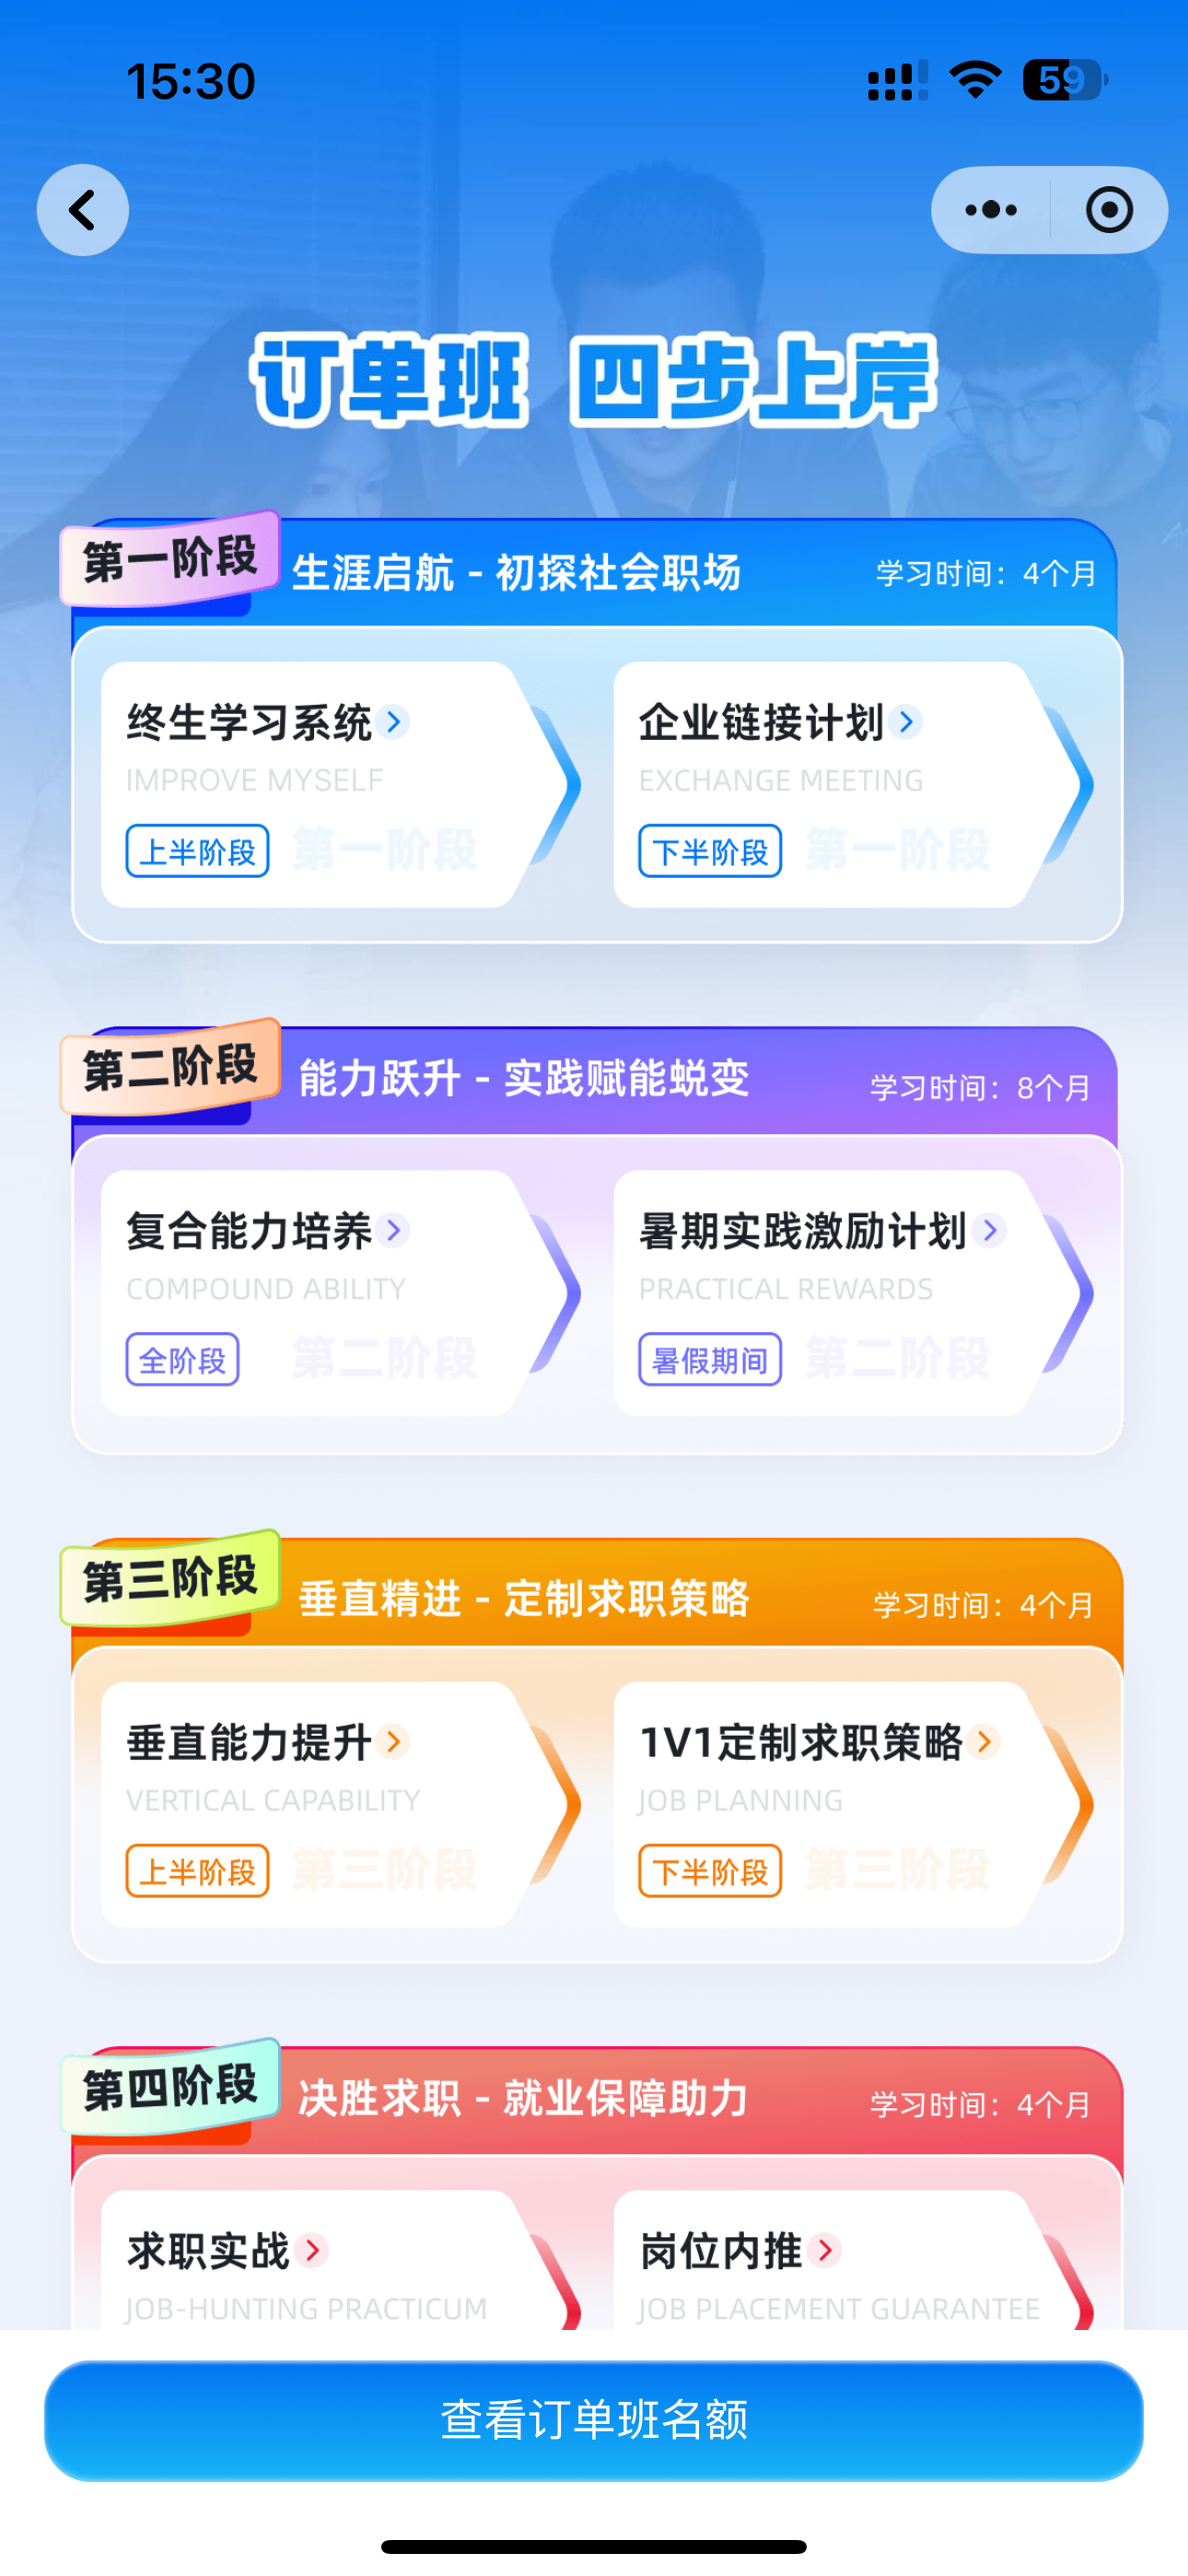 15:30
59
订单班 四步上岸
第一阶段
生涯启航 - 初探社会职场
学习时间：4个月
终生学习系统
企业链接计划
IMPROVE MYSELF
EXCHANGE MEETING
上半阶段 第一阶段
下半阶段 第一阶段
第二阶段
能力跃升 - 实践赋能蜕变
学习时间：8个月
复合能力培养
暑期实践激励计划
COMPOUND ABILITY
PRACTICAL REWARDS
全阶段 第二阶段
暑假期间 第二阶段
第三阶段
垂直精进 - 定制求职策略
学习时间：4个月
垂直能力提升
1V1定制求职策略
VERTICAL CAPABILITY
JOB PLANNING
上半阶段 第三阶段
下半阶段 第三阶段
第四阶段
决胜求职 - 就业保障助力
学习时间：4个月
求职实战
岗位内推
JOB-HUNTING PRACTICUM
JOB PLACEMENT GUARANTEE
查看订单班名额